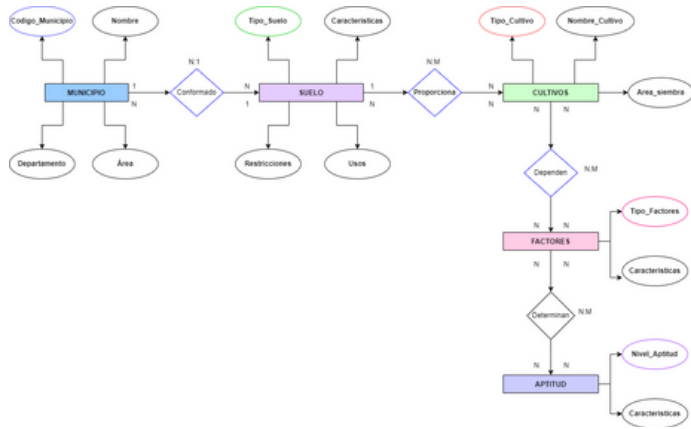 Codigo_Municipio
Nombre
Tipo_Suelo
Caracteristicas
Tipo_Cultivo
Nombre_Cultivo
N:1
N:M
MUNICIPIO
1
N
Conformado
N
1
SUELO
1
N
Proporciona
N
N
CULTIVOS
Area_siembra
N
N
Departamento
Área
Restricciones
Usos
Dependen
N:M
N
N
Tipo_Factores
FACTORES
N
N
Caracteristicas
Determinan
N:M
N
N
Nivel_Aptitud
APTITUD
Caracteristicas